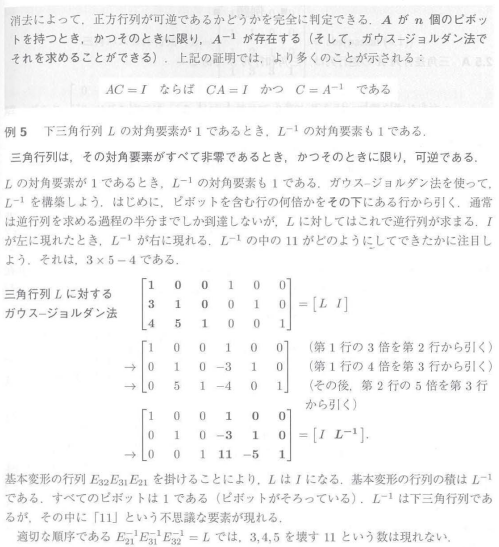 消去によって，正方行列が可逆であるかどうかを完全に判定できる．A が n 個のピボッ
トを持つとき，かつそのときに限り，A⁻¹ が存在する（そして，ガウス–ジョルダン法で
それを求めることができる）．上記の証明では，より多くのことが示される：
AC = I ならば CA = I かつ C = A⁻¹ である
例 5 下三角行列 L の対角要素が 1 であるとき，L⁻¹ の対角も 1 である．
三角行列は，その対角要素がすべて非零であるとき，かつそのときに限り，可逆である．
L の対角要素が 1 であるとき，L⁻¹ の対角も 1 である．ガウス–ジョルダン法を使って，
L⁻¹ を構築しよう．はじめに，ピボットを含む行の何倍かをその下にある行から引く．通常
は逆行列を求める過程の半分までしか到達しないが，L に対してはこれで逆行列が求まる．I
が左に現れたとき，L⁻¹ が右に現れる．L⁻¹ の中の 11 がどのようにしてできたかに注目し
よう．それは，3 × 5 − 4 である．
三角行列 L に対する
ガウス–ジョルダン法
1 0 0 1 0 0
3 1 0 0 1 0 = [L I]
4 5 1 0 0 1
1 0 0 1 0 0 （第 1 行の 3 倍を第 2 行から引く）
→ 0 1 0 −3 1 0 （第 1 行の 4 倍を第 3 行から引く）
→ 0 5 1 −4 0 1 （その後，第 2 行の 5 倍を第 3 行
から引く）
1 0 0 1 0 0
0 1 0 −3 1 0 = [I L⁻¹].
→ 0 0 1 11 −5 1
基本変形の行列 E₃₂E₃₁E₂₁ を掛けることにより，L は I になる．基本変形の行列の積は L⁻¹
である．すべてのピボットは 1 である（ピボットがそろっている）．L⁻¹ は下三角行列であ
るが，その中に「11」という不思議な要素が現れる．
適切な順序である E₂₁⁻¹E₃₁⁻¹E₃₂⁻¹ = L では，3, 4, 5 を壊す 11 という数は現れない．